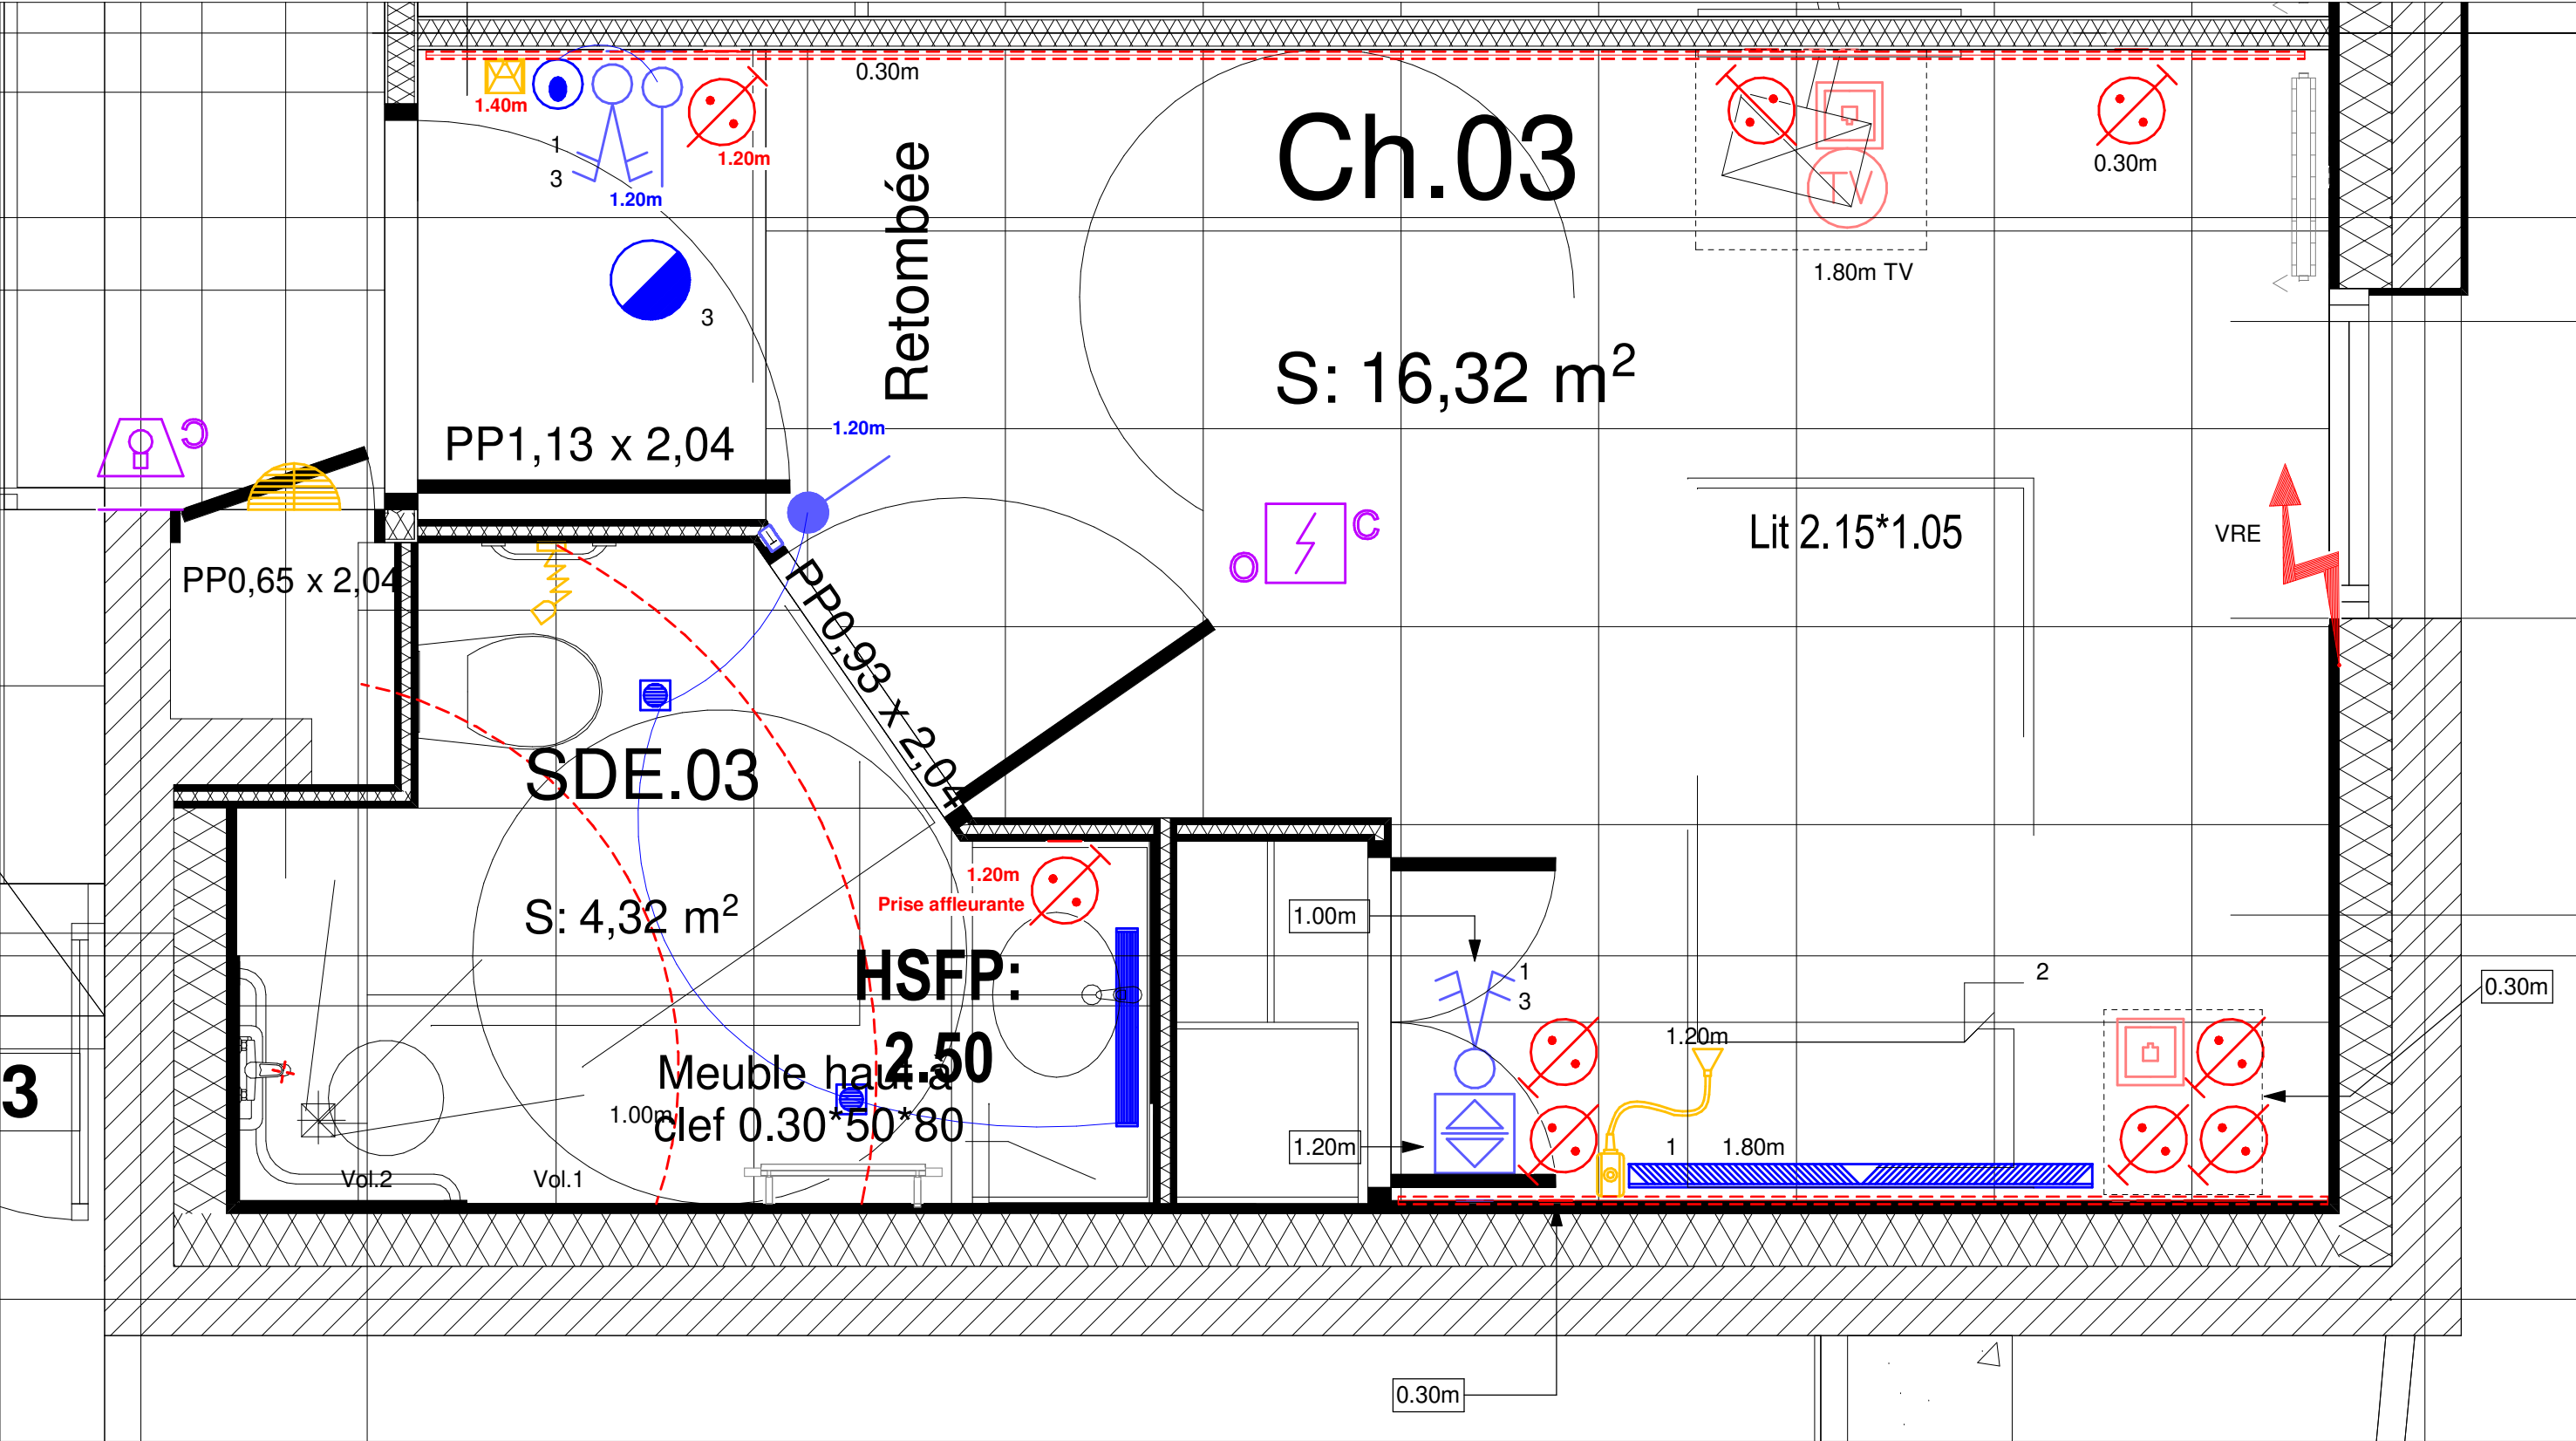 0.30m
1.40m
1
3
1.20m
1.20m
Retombée
Ch.03
TV
0.30m
1.80m TV
3
S: 16,32 m²
PP1,13 x 2,04
1.20m
C
C
O
Lit 2.15*1.05
VRE
PP0,65 x 2,04
PP0,93 x 2,04
SDE.03
S: 4,32 m²
1.20m
Prise affleurante
HSFP:
2.50
Meuble haut à
clef 0.30*50*80
1.00m
Vol.2
Vol.1
3
1.00m
1
3
1.20m
1.20m
1
1.80m
2
0.30m
0.30m